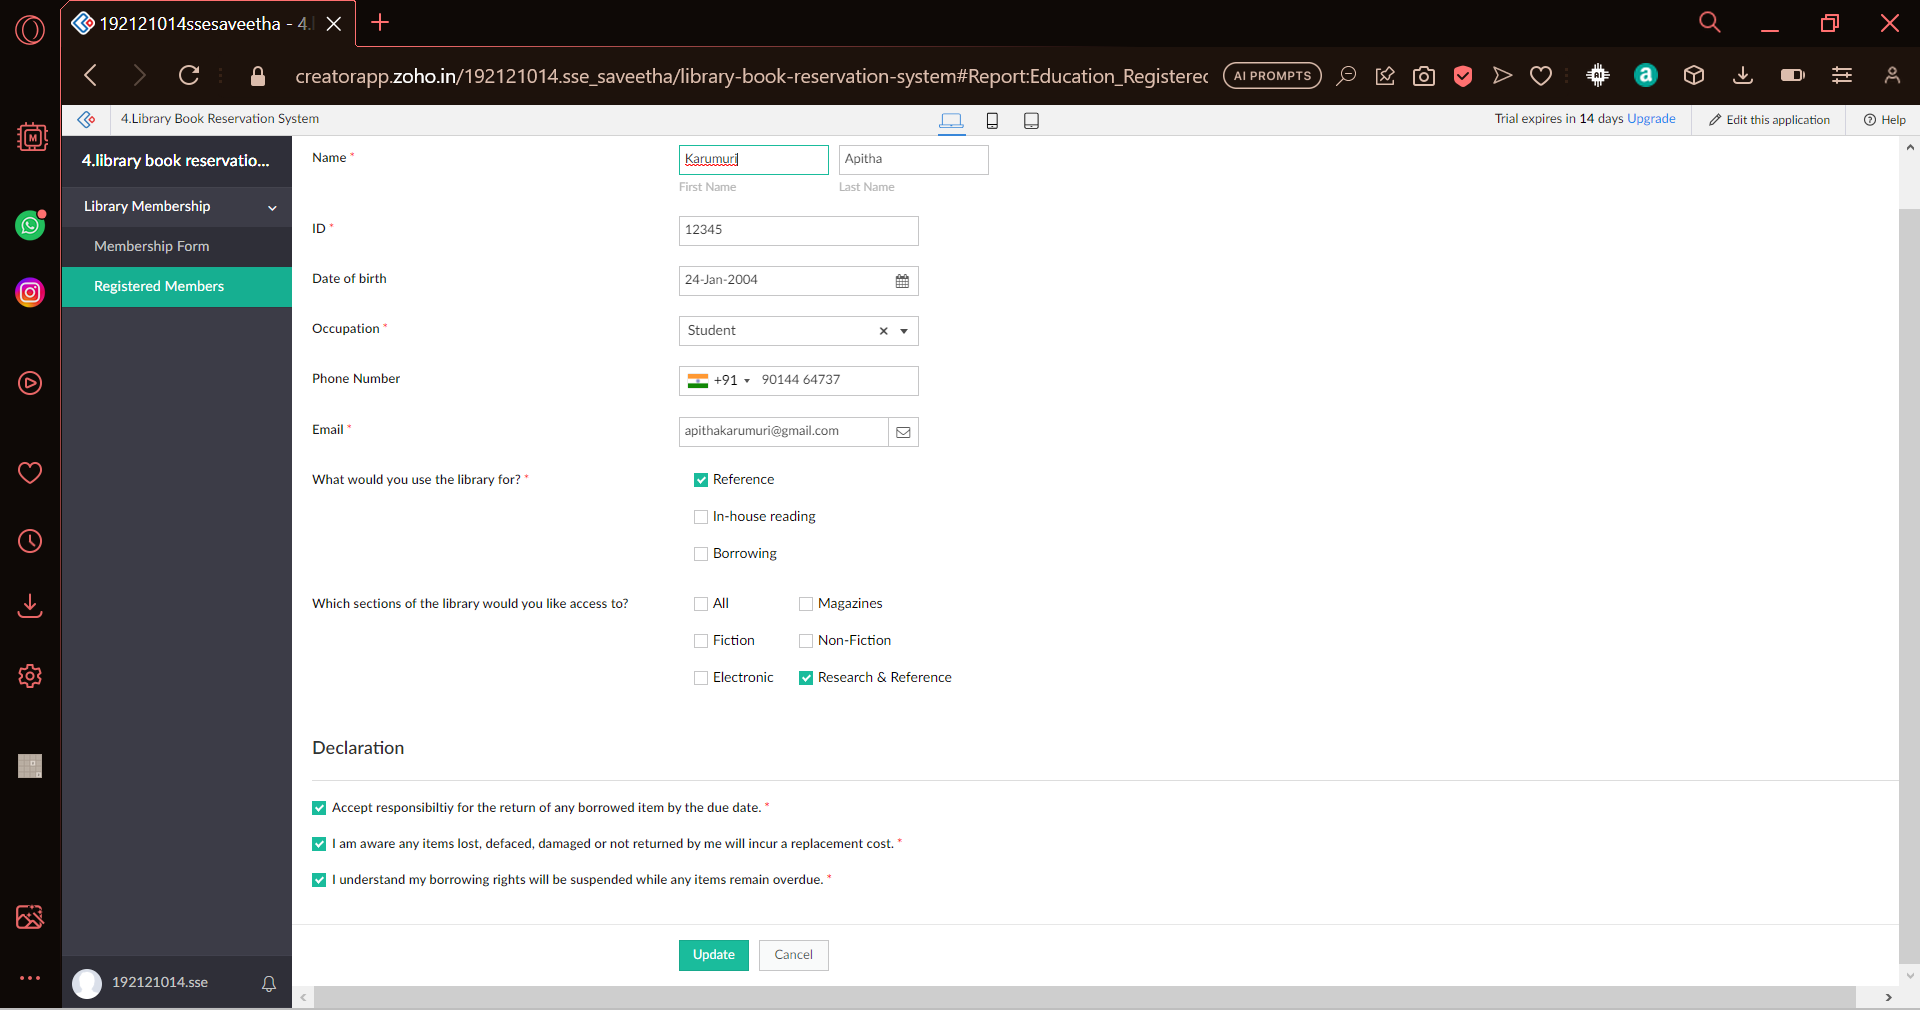 192121014ssesaveetha - 4.l
creatorapp.zoho.in/192121014.sse_saveetha/library-book-reservation-system#Report:Education_Registered
AI PROMPTS
4.Library Book Reservation System
Trial expires in 14 days Upgrade
Edit this application
Help
4.library book reservatio...
Library Membership
Membership Form
Registered Members
Name *
Karumuri
Apitha
First Name
Last Name
ID *
12345
Date of birth
24-Jan-2004
Occupation *
Student
Phone Number
+91
90144 64737
Email *
apithakarumuri@gmail.com
What would you use the library for? *
Reference
In-house reading
Borrowing
Which sections of the library would you like access to?
All
Magazines
Fiction
Non-Fiction
Electronic
Research & Reference
Declaration
Accept responsibiltiy for the return of any borrowed item by the due date. *
I am aware any items lost, defaced, damaged or not returned by me will incur a replacement cost. *
I understand my borrowing rights will be suspended while any items remain overdue. *
Update
Cancel
192121014.sse